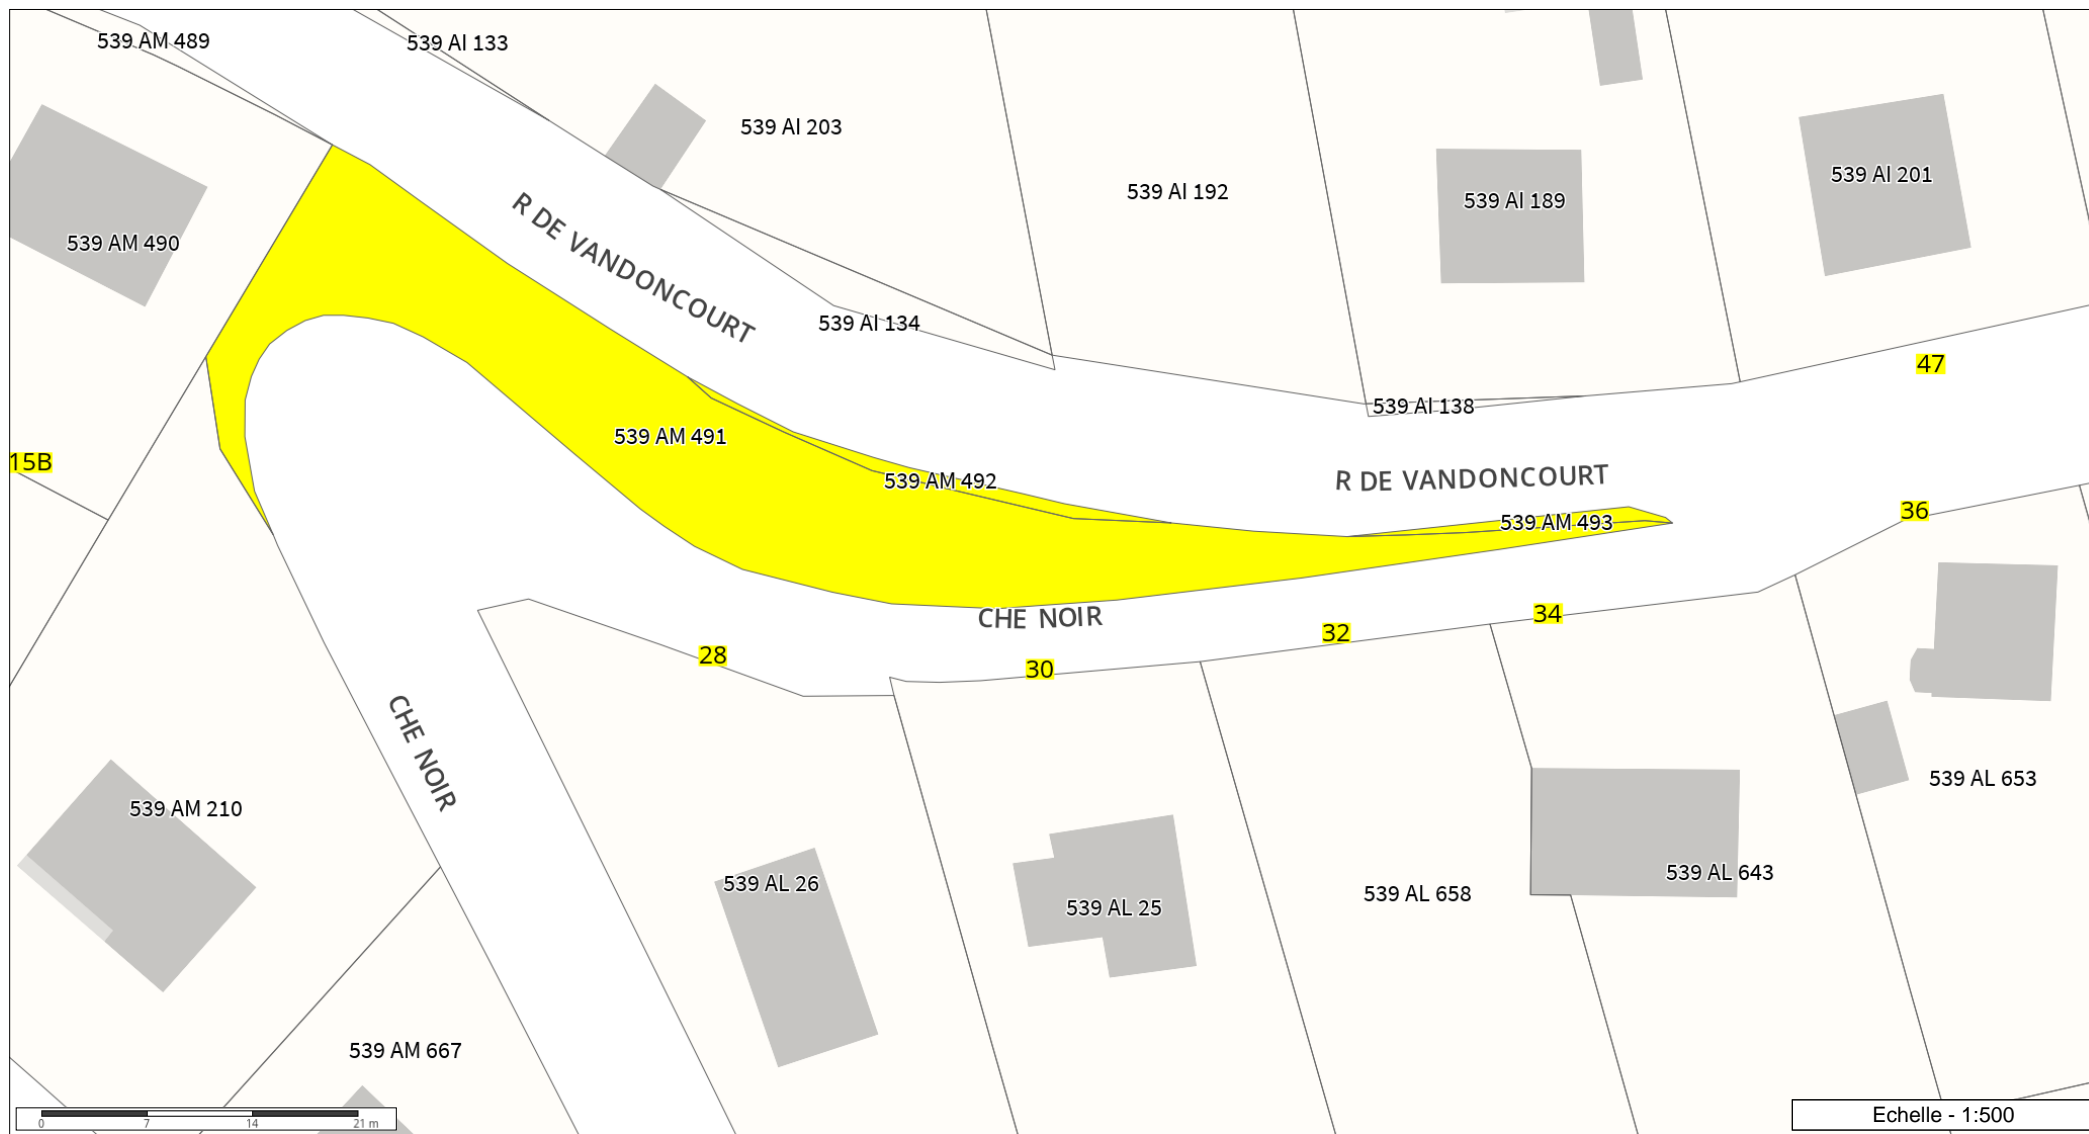 539 AM 489
539 AI 133
539 AI 203
539 AI 192
539 AI 189
539 AI 201
539 AM 490
R DE VANDONCOURT
539 AI 134
47
539 AI 138
539 AM 491
15B
539 AM 492
R DE VANDONCOURT
539 AM 493
36
CHE NOIR
34
32
28
30
CHE NOIR
539 AL 653
539 AM 210
539 AL 26
539 AL 25
539 AL 658
539 AL 643
539 AM 667
0 7 14 21 m
Echelle - 1:500